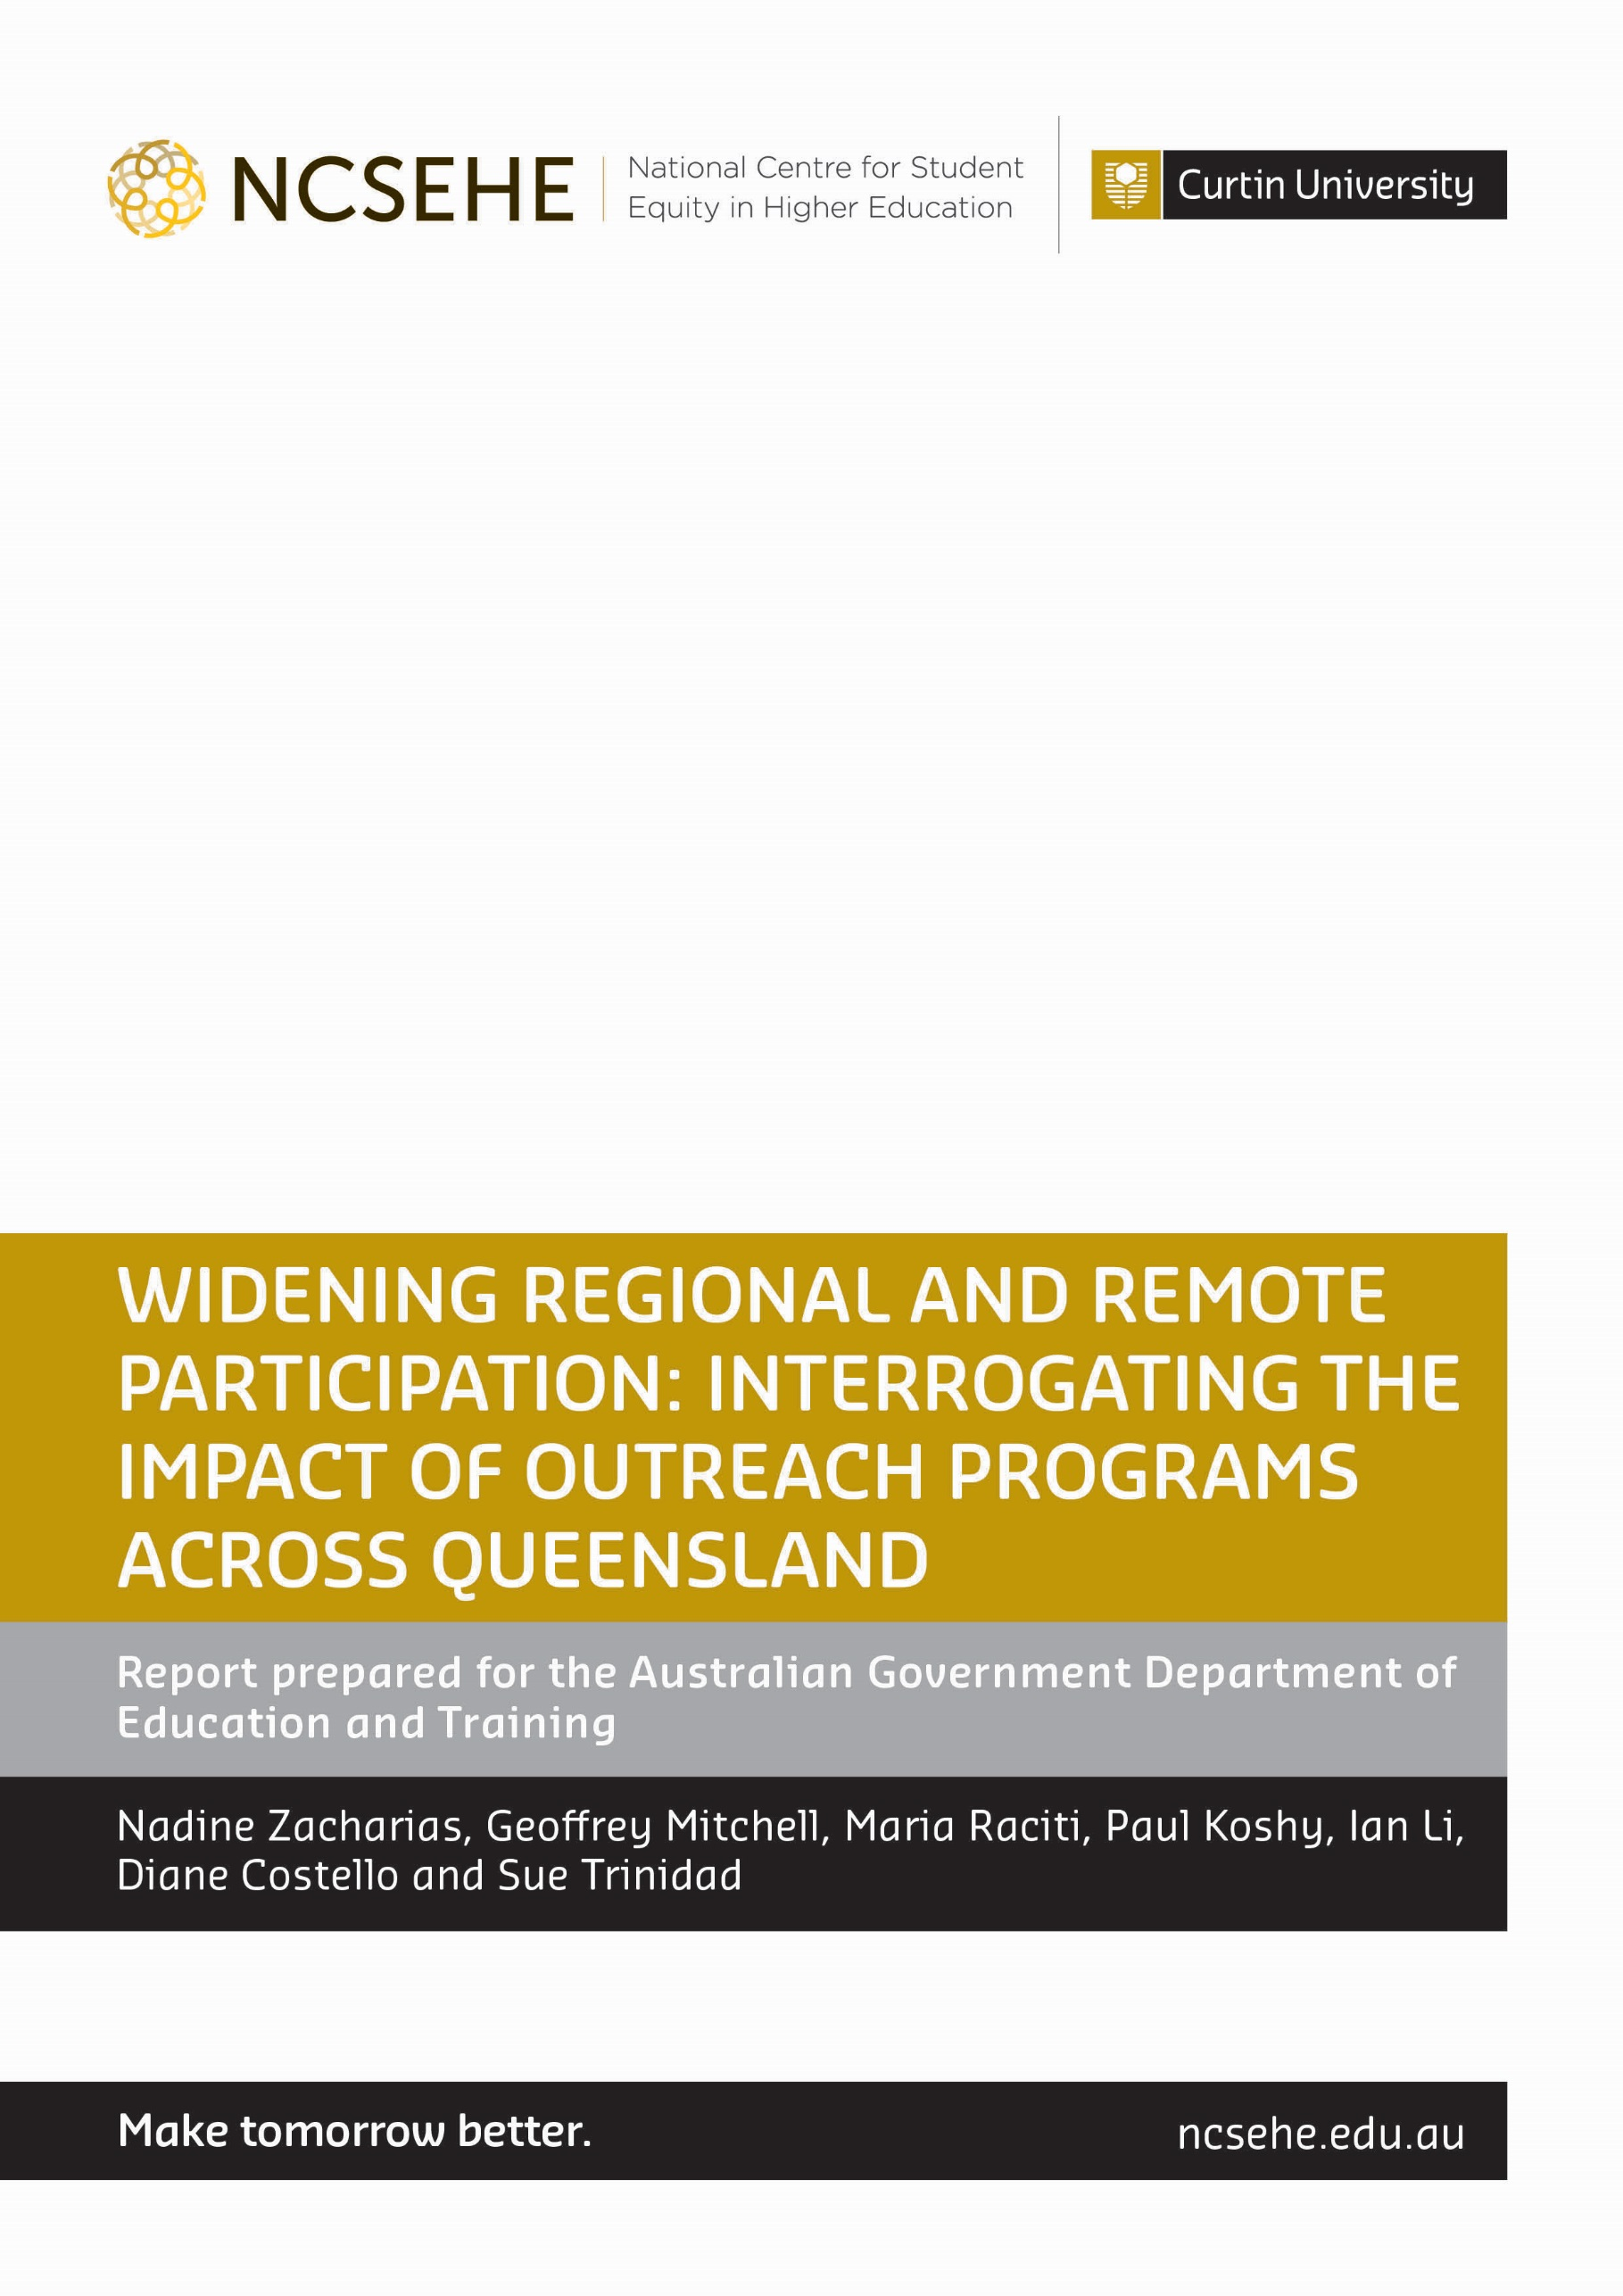 NCSEHE
National Centre for Student
Equity in Higher Education
Curtin University
WIDENING REGIONAL AND REMOTE
PARTICIPATION: INTERROGATING THE
IMPACT OF OUTREACH PROGRAMS
ACROSS QUEENSLAND
Report prepared for the Australian Government Department of
Education and Training
Nadine Zacharias, Geoffrey Mitchell, Maria Raciti, Paul Koshy, Ian Li,
Diane Costello and Sue Trinidad
Make tomorrow better.
ncsehe.edu.au